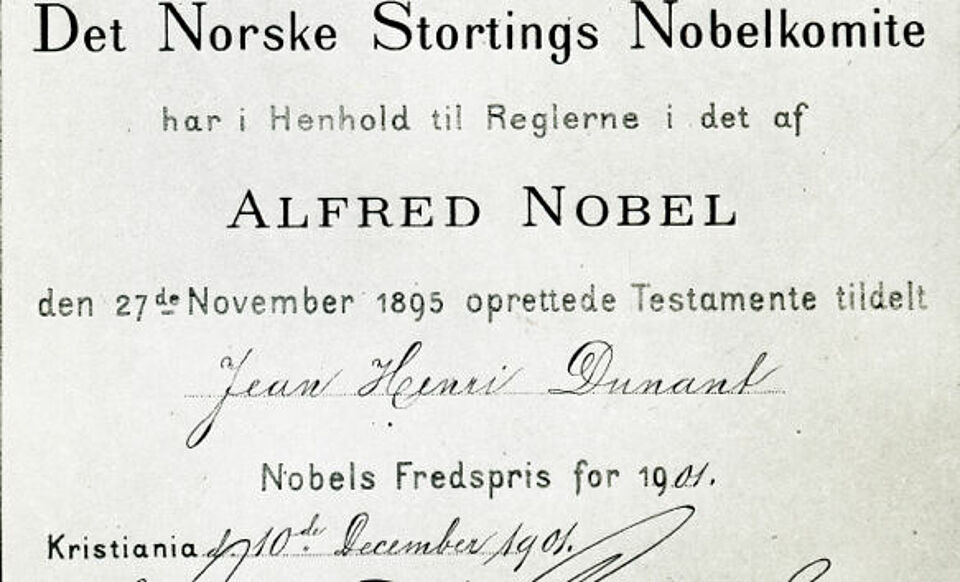 Det Norske Stortings Nobelkomite
har i Henhold til Reglerne i det af
ALFRED NOBEL
den 27de November 1895 oprettede Testamente tildelt
Jean Henri Dunant
Nobels Fredspris for 1901.
Kristiania d. 10de December 1901.